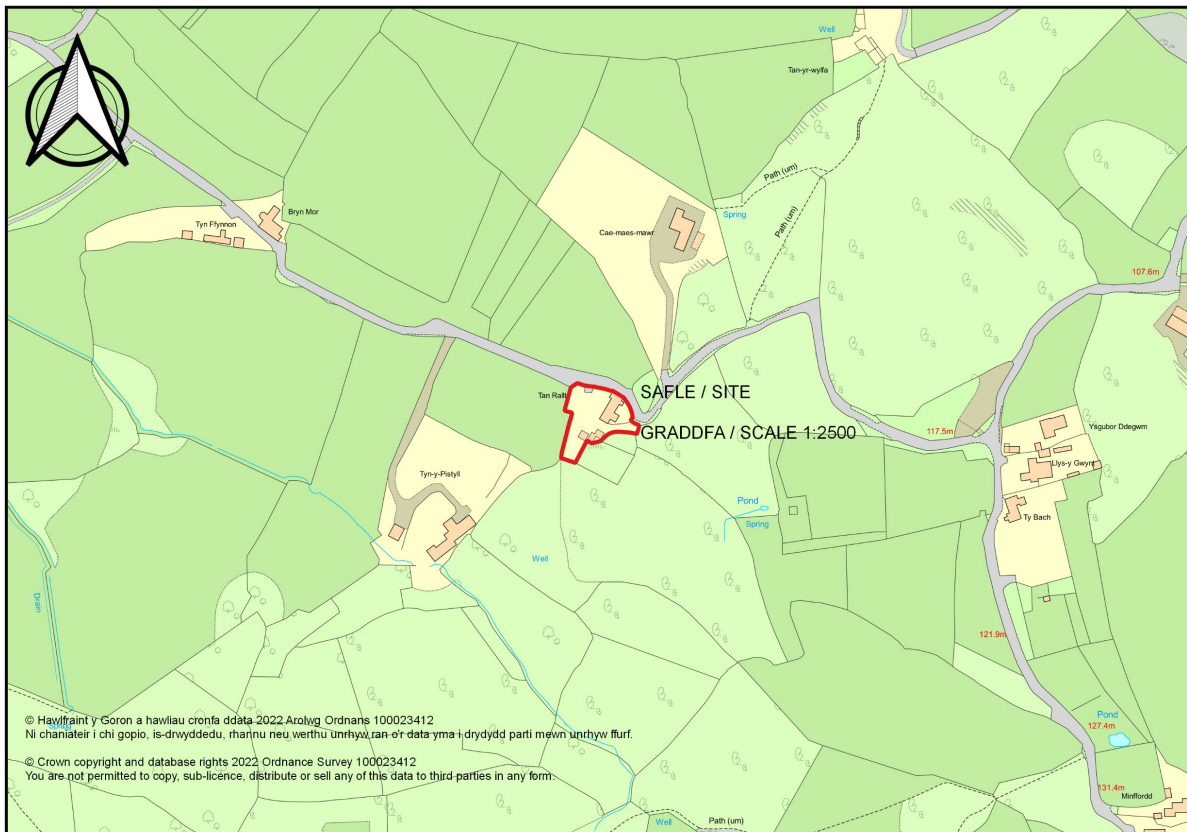 Well
Tan-yr-wylfa
Path (um)
Bryn Mor
Spring
Path (um)
Tyn Ffynnon
Cae-maes-mawr
107.6m
Tan Rallt
SAFLE / SITE
GRADDFA / SCALE 1:2500
117.5m
Ysgubor Ddegwm
Llys-y Gwynt
Tyn-y-Pistyll
Pond
Spring
Ty Bach
Well
Drain
121.9m
Pond
127.4m
Spring
© Hawlfraint y Goron a hawliau cronfa ddata 2022 Arolwg Ordnans 100023412
Ni chaniateir i chi gopio, is-drwyddedu, rhannu neu werthu unrhyw ran o'r data yma i drydydd parti mewn unrhyw ffurf.
© Crown copyright and database rights 2022 Ordnance Survey 100023412
You are not permitted to copy, sub-licence, distribute or sell any of this data to third parties in any form.
131.4m
Minffordd
Well
Path (um)